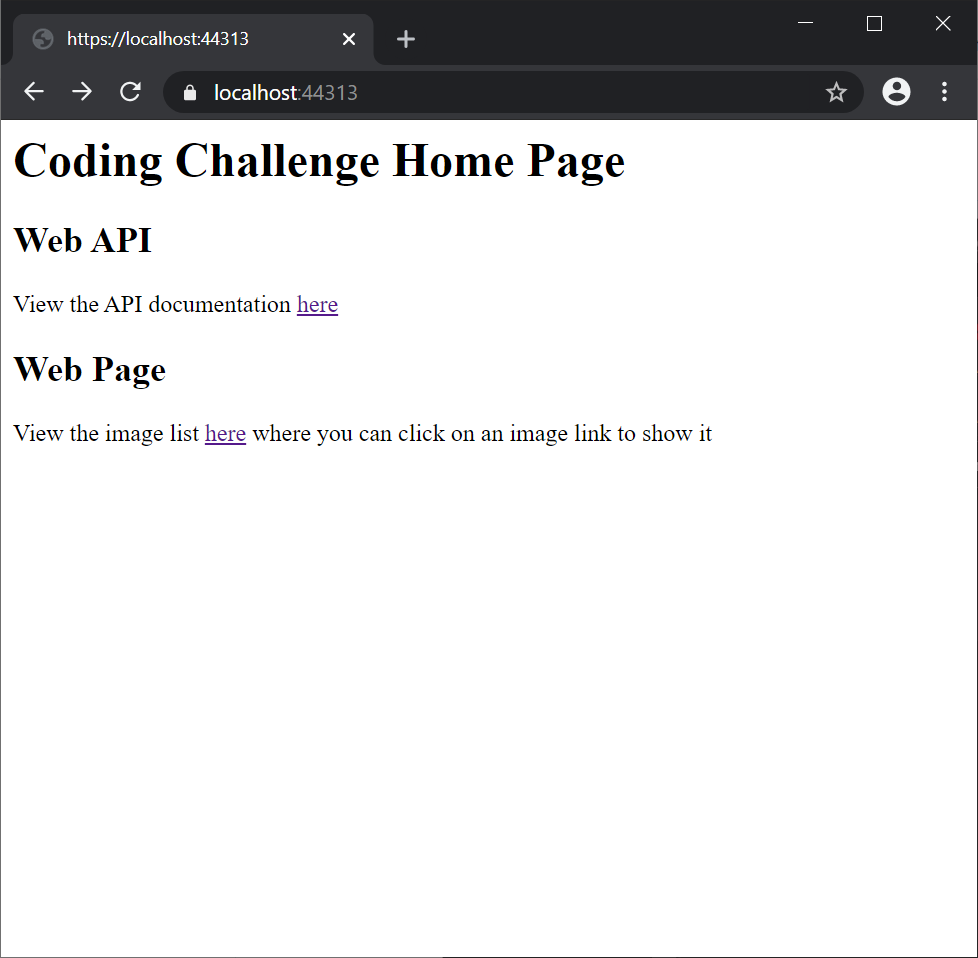 https://localhost:44313
localhost:44313
Coding Challenge Home Page
Web API
View the API documentation here
Web Page
View the image list here where you can click on an image link to show it